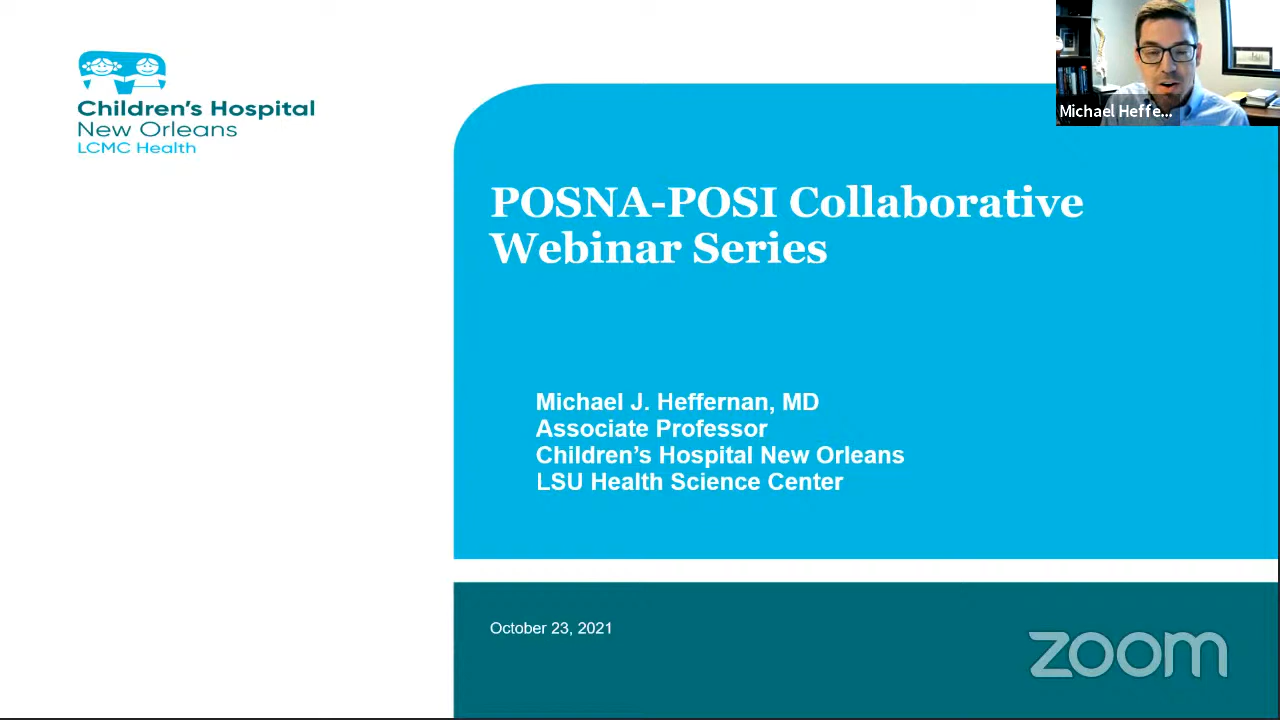 Children's Hospital
New Orleans
LCMC Health
Michael Heffe...
POSNA-POSI Collaborative
Webinar Series
Michael J. Heffernan, MD
Associate Professor
Children's Hospital New Orleans
LSU Health Science Center
October 23, 2021
zoom